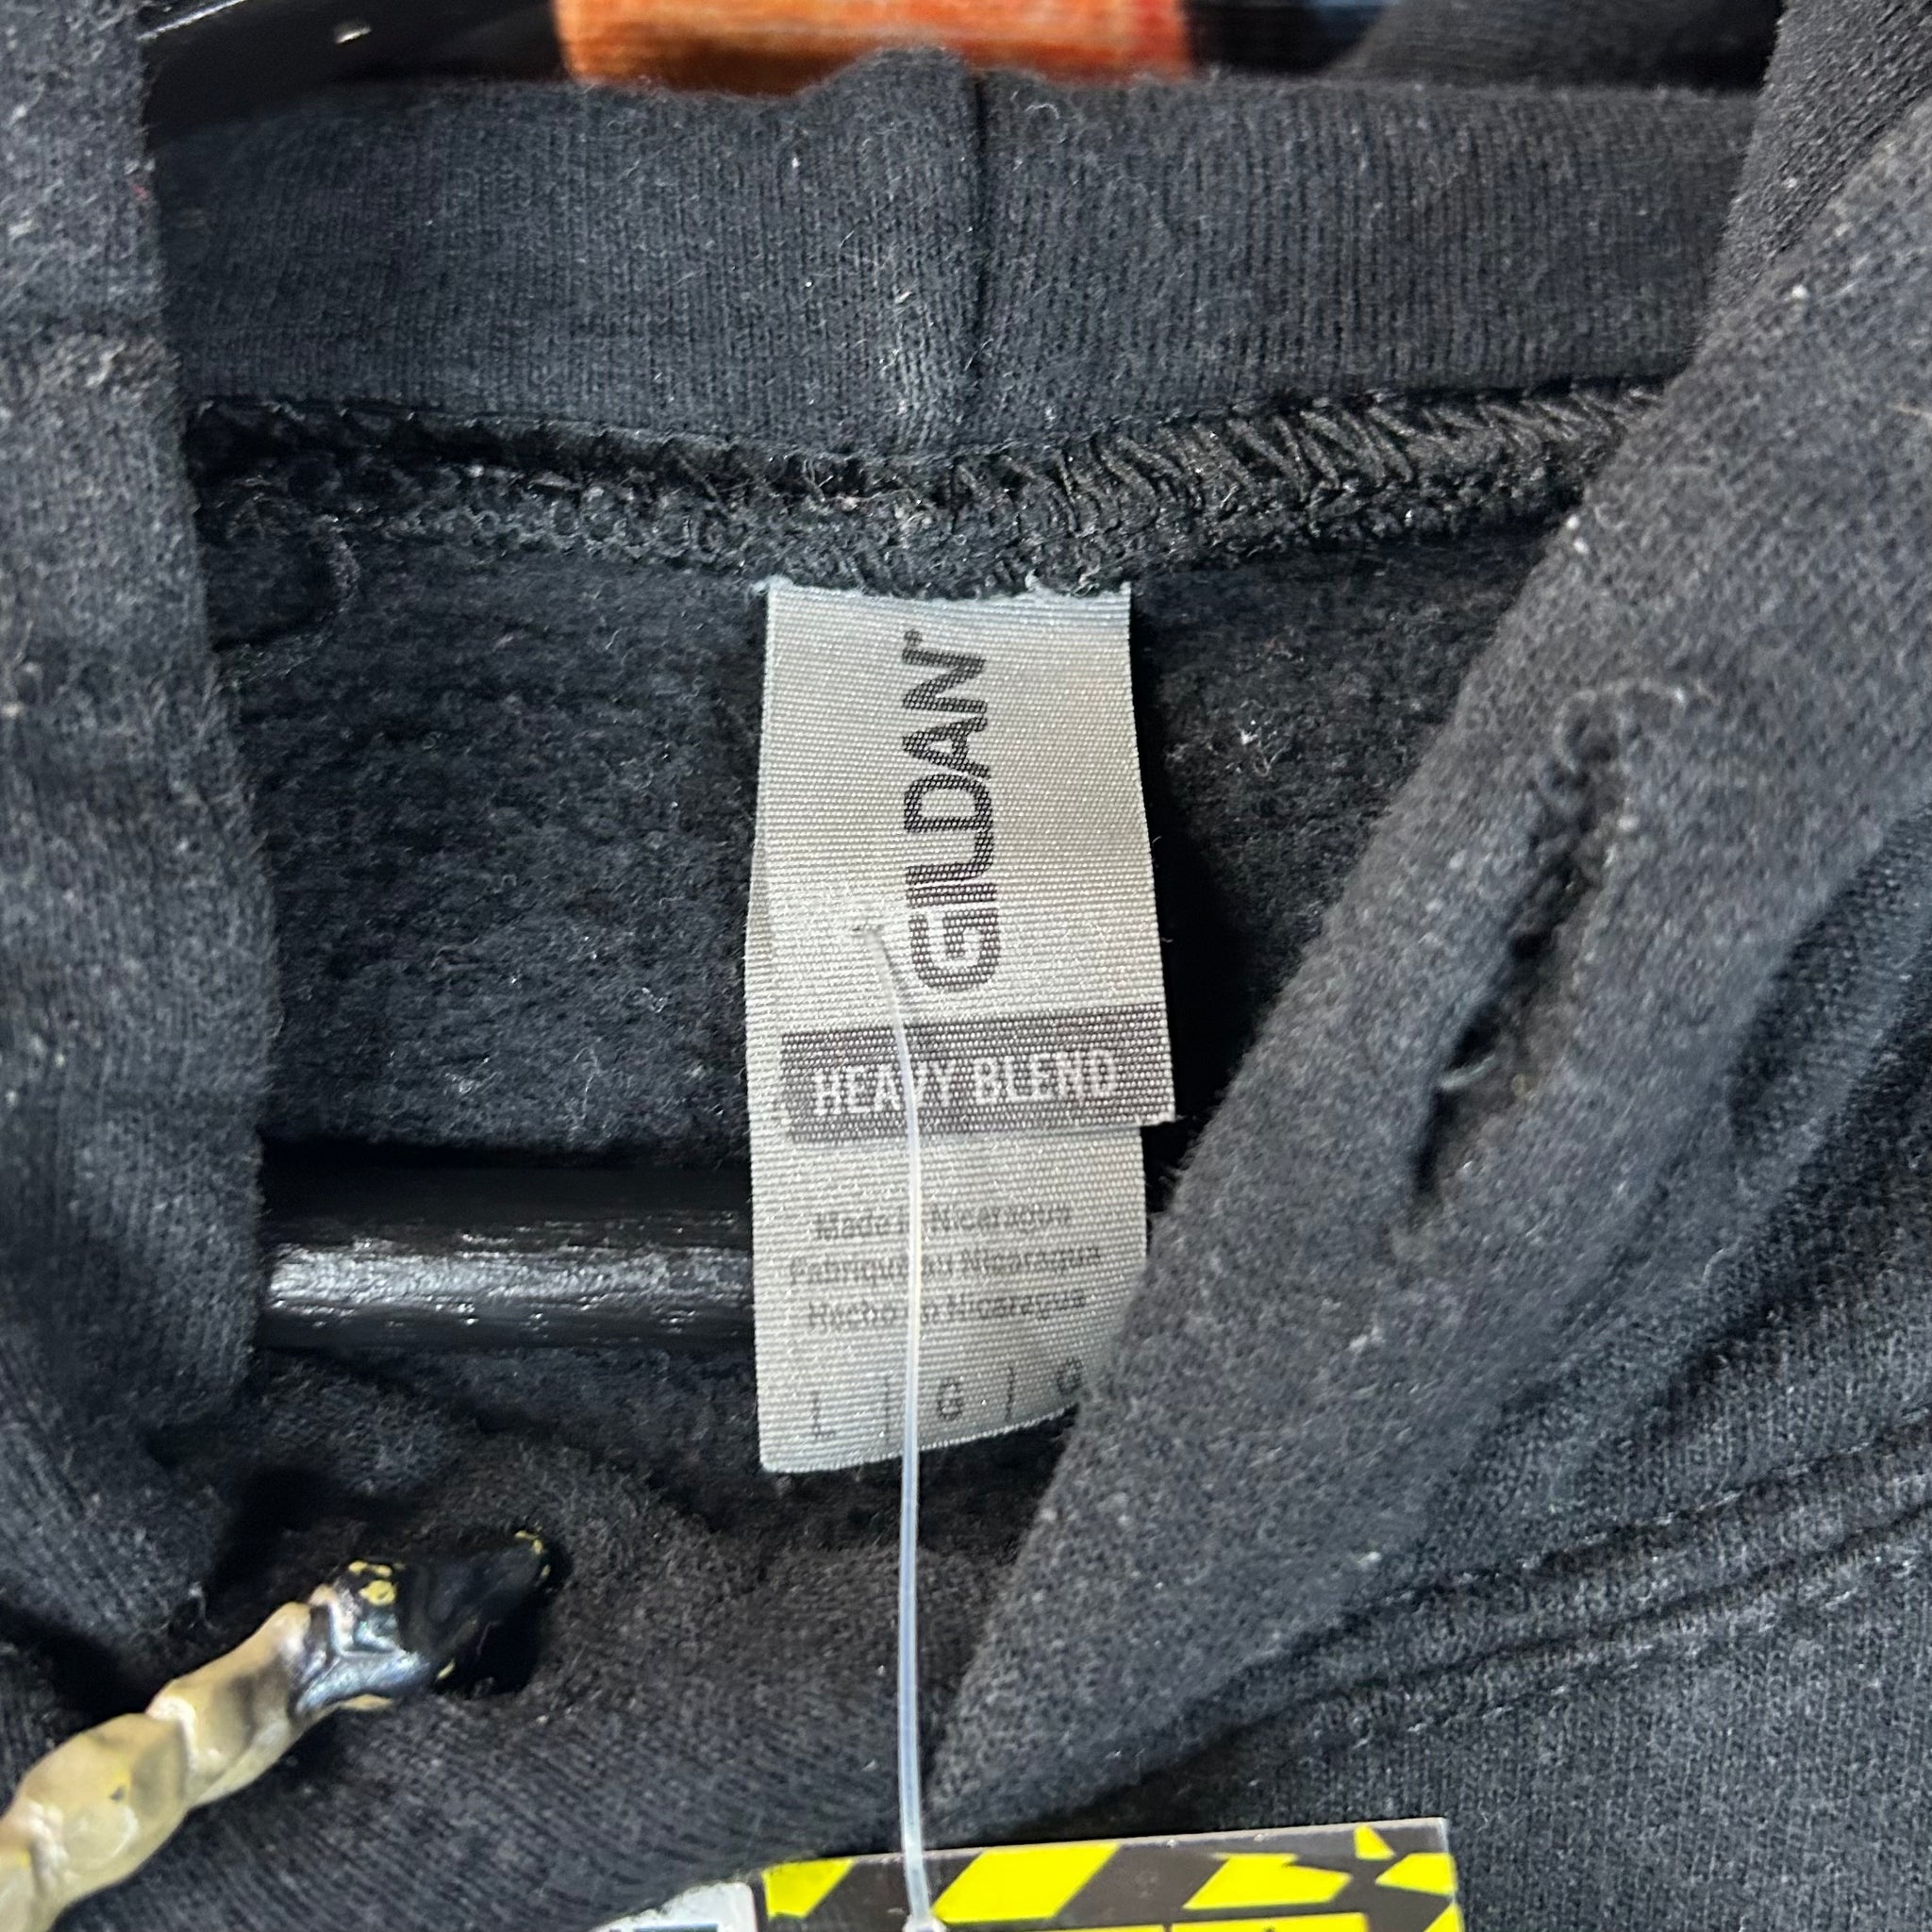 GILDAN®
HEAVY BLEND
Made in Nicaragua
Fabriqué au Nicaragua
Hecho en Nicaragua
L | G / G